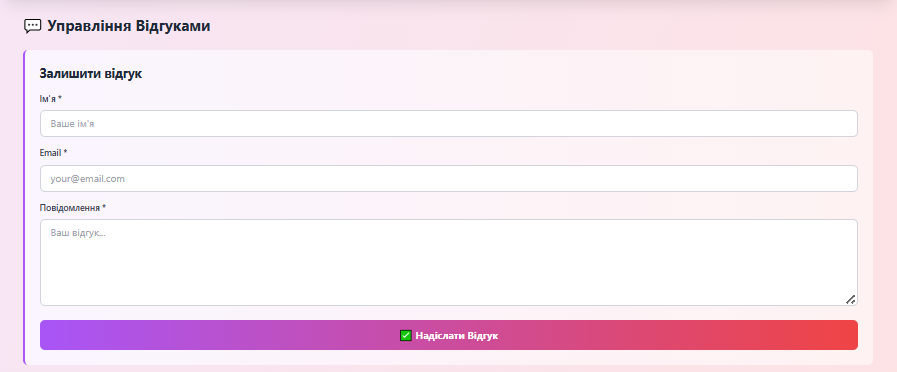 💬 Управління Відгуками
Залишити відгук
Ім'я *
Ваше ім'я
Email *
your@email.com
Повідомлення *
Ваш відгук...
✅ Надіслати Відгук